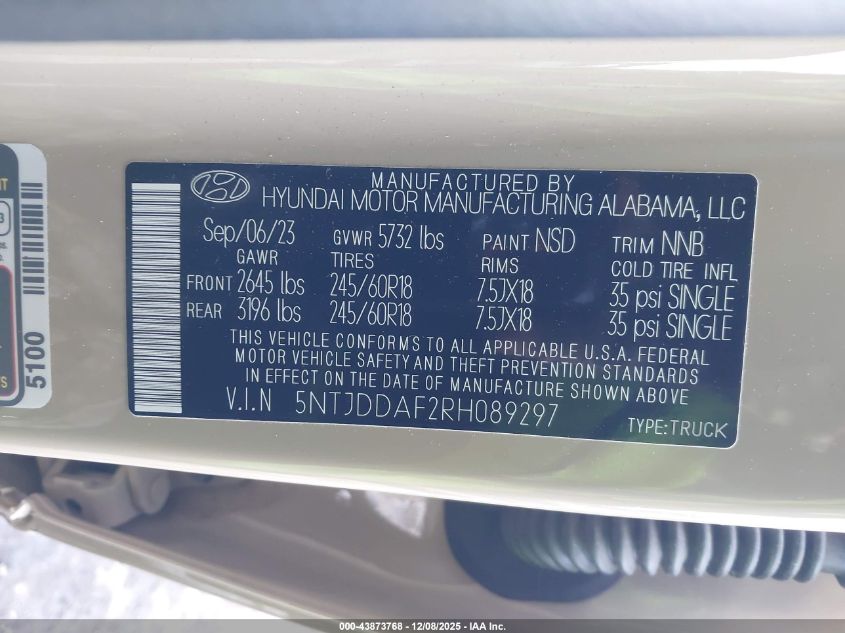 MANUFACTURED BY
HYUNDAI MOTOR MANUFACTURING ALABAMA, LLC
Sep/06/23 GVWR 5732 lbs PAINT NSD TRIM NNB
GAWR TIRES RIMS COLD TIRE INFL
FRONT 2645 lbs 245/60R18 7.5JX18 35 psi SINGLE
REAR 3196 lbs 245/60R18 7.5JX18 35 psi SINGLE
THIS VEHICLE CONFORMS TO ALL APPLICABLE U.S.A. FEDERAL
MOTOR VEHICLE SAFETY AND THEFT PREVENTION STANDARDS
IN EFFECT ON THE DATE OF MANUFACTURE SHOWN ABOVE
V.I.N 5NTJDDAF2RH089297 TYPE:TRUCK
5100
000-43873768 - 12/08/2025 - IAA Inc.